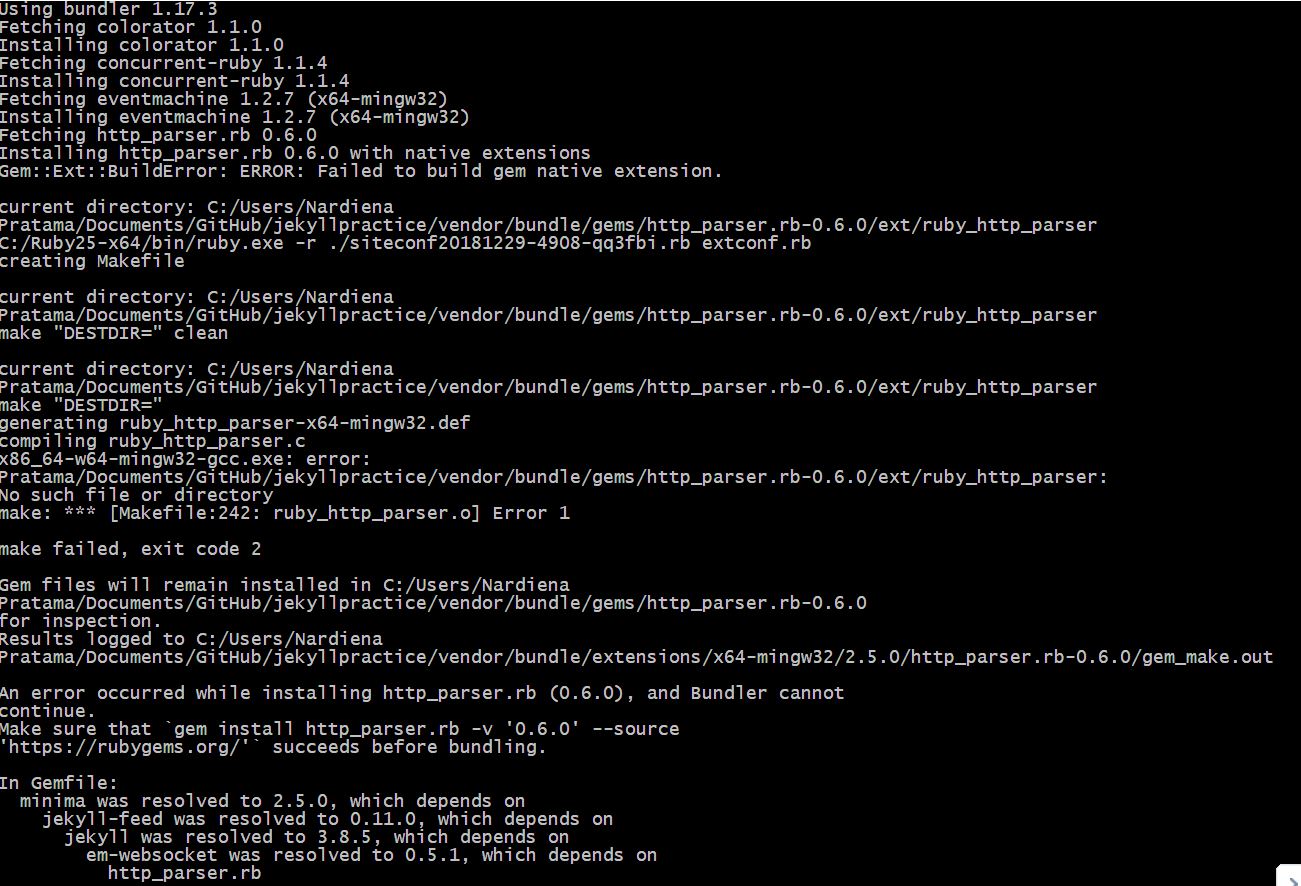 Using bundler 1.17.3
Fetching colorator 1.1.0
Installing colorator 1.1.0
Fetching concurrent-ruby 1.1.4
Installing concurrent-ruby 1.1.4
Fetching eventmachine 1.2.7 (x64-mingw32)
Installing eventmachine 1.2.7 (x64-mingw32)
Fetching http_parser.rb 0.6.0
Installing http_parser.rb 0.6.0 with native extensions
Gem::Ext::BuildError: ERROR: Failed to build gem native extension.

current directory: C:/Users/Nardiena
Pratama/Documents/GitHub/jekyllpractice/vendor/bundle/gems/http_parser.rb-0.6.0/ext/ruby_http_parser
C:/Ruby25-x64/bin/ruby.exe -r ./siteconf20181229-4908-qq3fbi.rb extconf.rb
creating Makefile

current directory: C:/Users/Nardiena
Pratama/Documents/GitHub/jekyllpractice/vendor/bundle/gems/http_parser.rb-0.6.0/ext/ruby_http_parser
make "DESTDIR=" clean

current directory: C:/Users/Nardiena
Pratama/Documents/GitHub/jekyllpractice/vendor/bundle/gems/http_parser.rb-0.6.0/ext/ruby_http_parser
make "DESTDIR="
generating ruby_http_parser-x64-mingw32.def
compiling ruby_http_parser.c
x86_64-w64-mingw32-gcc.exe: error:
Pratama/Documents/GitHub/jekyllpractice/vendor/bundle/gems/http_parser.rb-0.6.0/ext/ruby_http_parser:
No such file or directory
make: *** [Makefile:242: ruby_http_parser.o] Error 1

make failed, exit code 2

Gem files will remain installed in C:/Users/Nardiena
Pratama/Documents/GitHub/jekyllpractice/vendor/bundle/gems/http_parser.rb-0.6.0
for inspection.
Results logged to C:/Users/Nardiena
Pratama/Documents/GitHub/jekyllpractice/vendor/bundle/extensions/x64-mingw32/2.5.0/http_parser.rb-0.6.0/gem_make.out

An error occurred while installing http_parser.rb (0.6.0), and Bundler cannot
continue.
Make sure that `gem install http_parser.rb -v '0.6.0' --source
'https://rubygems.org/'` succeeds before bundling.

In Gemfile:
  minima was resolved to 2.5.0, which depends on
    jekyll-feed was resolved to 0.11.0, which depends on
      jekyll was resolved to 3.8.5, which depends on
        em-websocket was resolved to 0.5.1, which depends on
          http_parser.rb